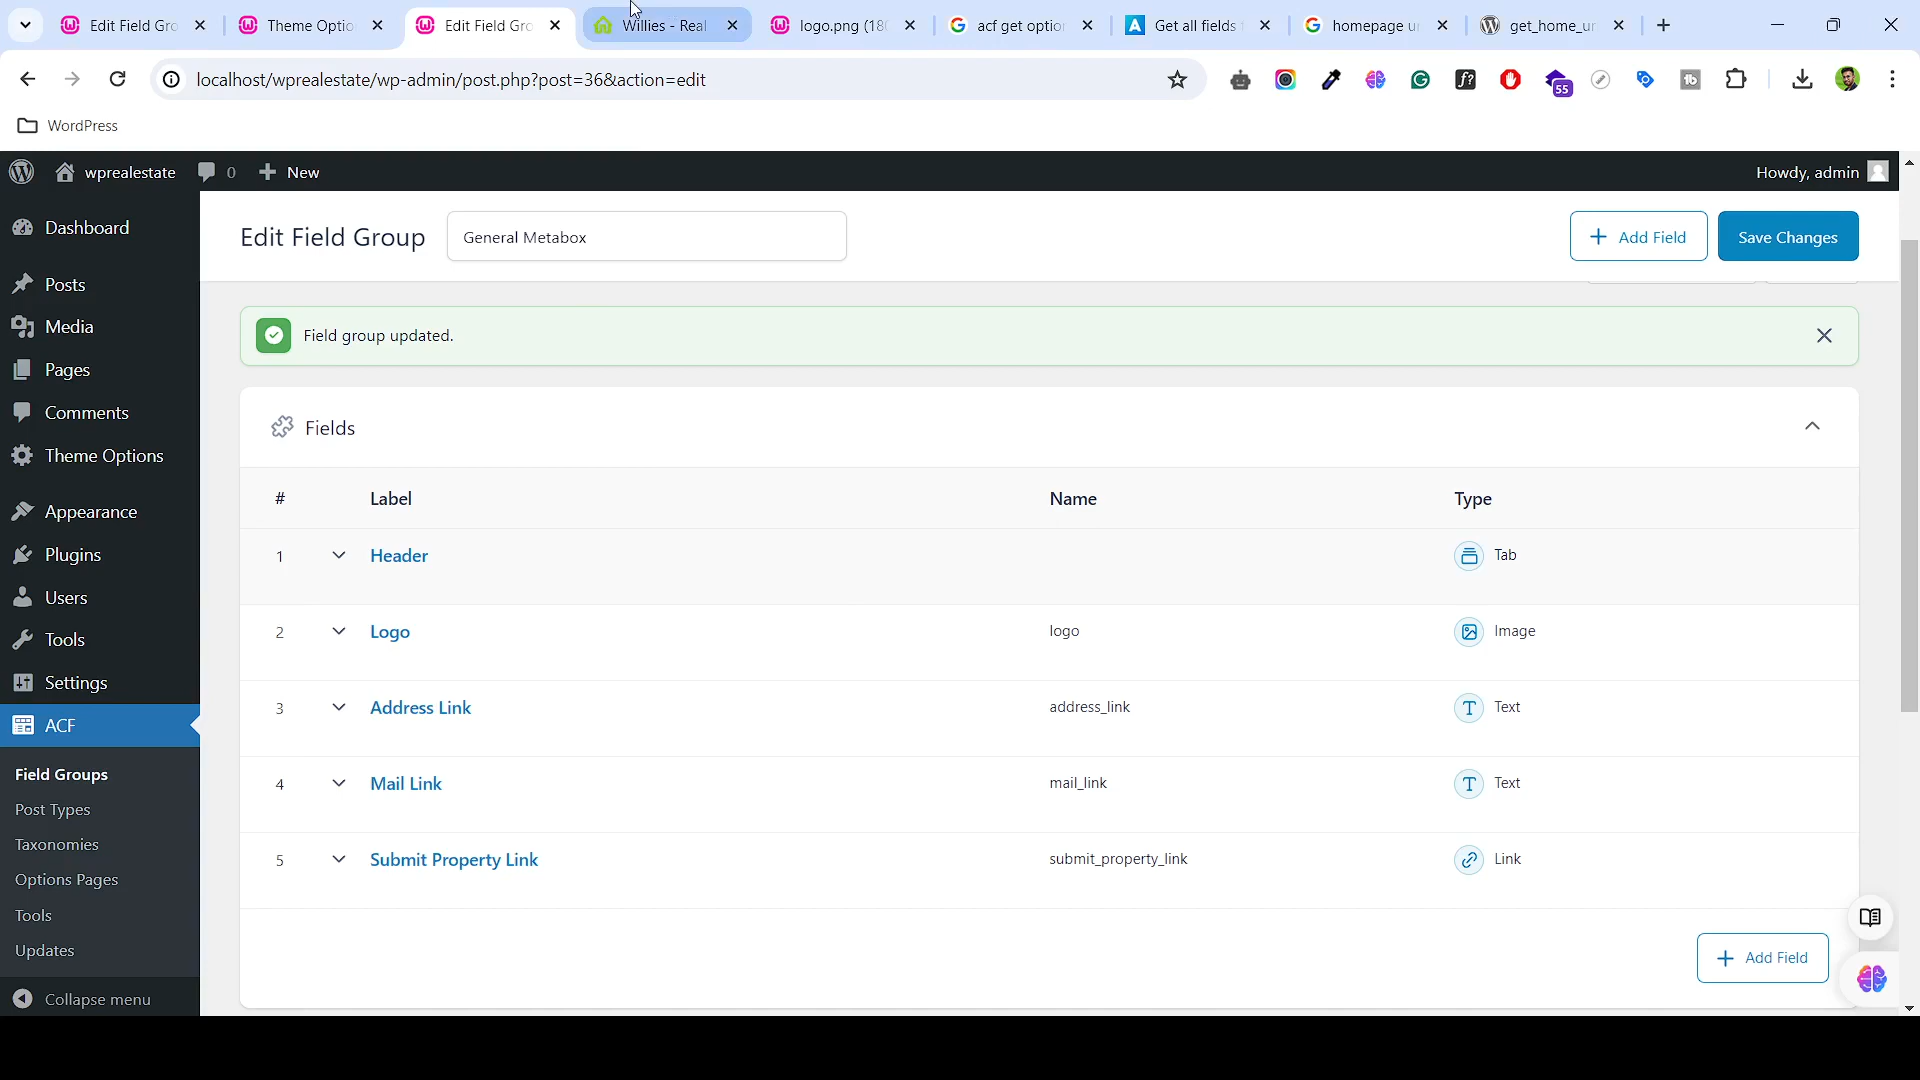 Edit Field Gro
Theme Optio
Edit Field Gro
Willies - Real
logo.png (180
acf get option
Get all fields
homepage ur
get_home_ur
localhost/wprealestate/wp-admin/post.php?post=36&action=edit
55
WordPress
wprealestate
0
New
Howdy, admin
Dashboard
Posts
Media
Pages
Comments
Theme Options
Appearance
Plugins
Users
Tools
Settings
ACF
Field Groups
Post Types
Taxonomies
Options Pages
Tools
Updates
Collapse menu
Edit Field Group
General Metabox
Add Field
Save Changes
Field group updated.
Fields
# Label Name Type
1 Header Tab
2 Logo logo Image
3 Address Link address_link Text
4 Mail Link mail_link Text
5 Submit Property Link submit_property_link Link
Add Field